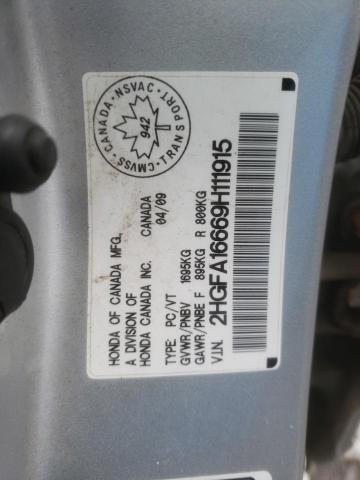 HONDA OF CANADA MFG.,
A DIVISION OF
HONDA CANADA INC. CANADA
04/09
TYPE: PC/VT
GVWR/PNBV 1695KG
GAWR/PNBE F 895KG R 800KG
V.I.N. 2HGFA16669H111915
CMVSS·CANADA·NSVAC·TRANSPORT
942